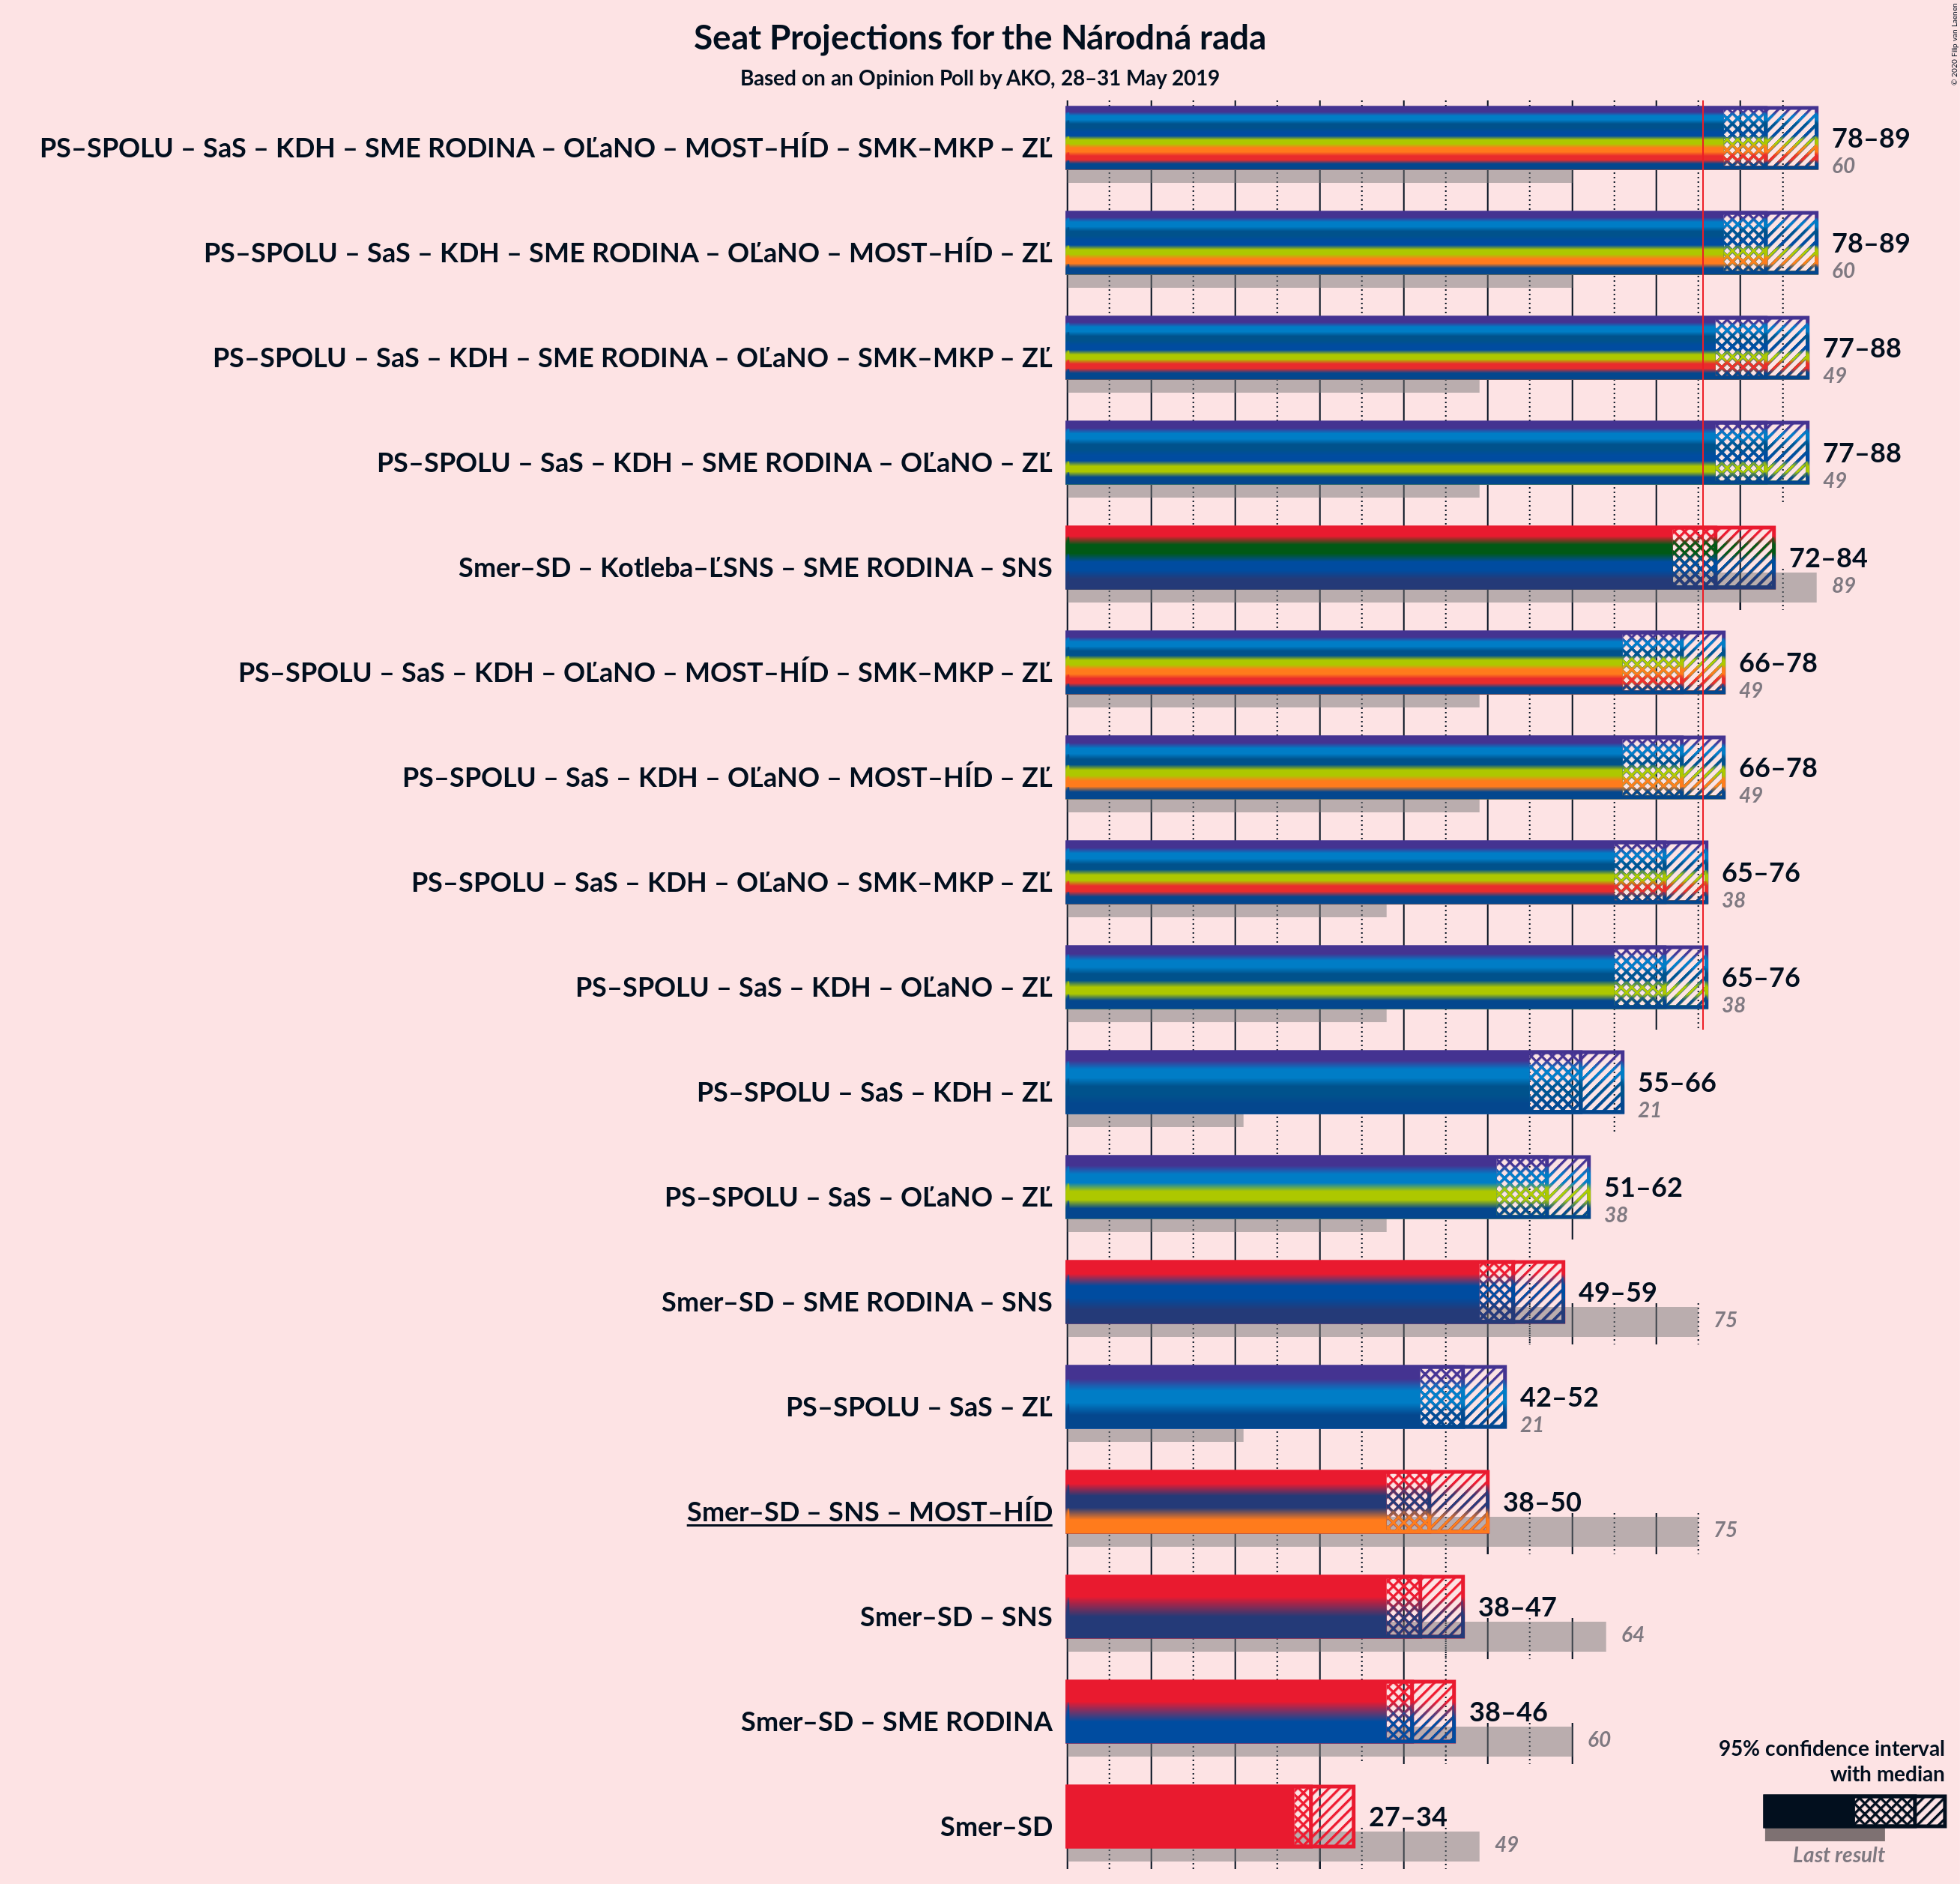 Seat Projections for the Národná rada
Based on an Opinion Poll by AKO, 28–31 May 2019
© 2020 Filip van Laenen
PS–SPOLU – SaS – KDH – SME RODINA – OĽaNO – MOST–HÍD – SMK–MKP – ZĽ
78–89
60
PS–SPOLU – SaS – KDH – SME RODINA – OĽaNO – MOST–HÍD – ZĽ
78–89
60
PS–SPOLU – SaS – KDH – SME RODINA – OĽaNO – SMK–MKP – ZĽ
77–88
49
PS–SPOLU – SaS – KDH – SME RODINA – OĽaNO – ZĽ
77–88
49
Smer–SD – Kotleba–ĽSNS – SME RODINA – SNS
72–84
89
PS–SPOLU – SaS – KDH – OĽaNO – MOST–HÍD – SMK–MKP – ZĽ
66–78
49
PS–SPOLU – SaS – KDH – OĽaNO – MOST–HÍD – ZĽ
66–78
49
PS–SPOLU – SaS – KDH – OĽaNO – SMK–MKP – ZĽ
65–76
38
PS–SPOLU – SaS – KDH – OĽaNO – ZĽ
65–76
38
PS–SPOLU – SaS – KDH – ZĽ
55–66
21
PS–SPOLU – SaS – OĽaNO – ZĽ
51–62
38
Smer–SD – SME RODINA – SNS
49–59
75
PS–SPOLU – SaS – ZĽ
42–52
21
Smer–SD – SNS – MOST–HÍD
38–50
75
Smer–SD – SNS
38–47
64
Smer–SD – SME RODINA
38–46
60
Smer–SD
27–34
49
95% confidence interval
with median
Last result